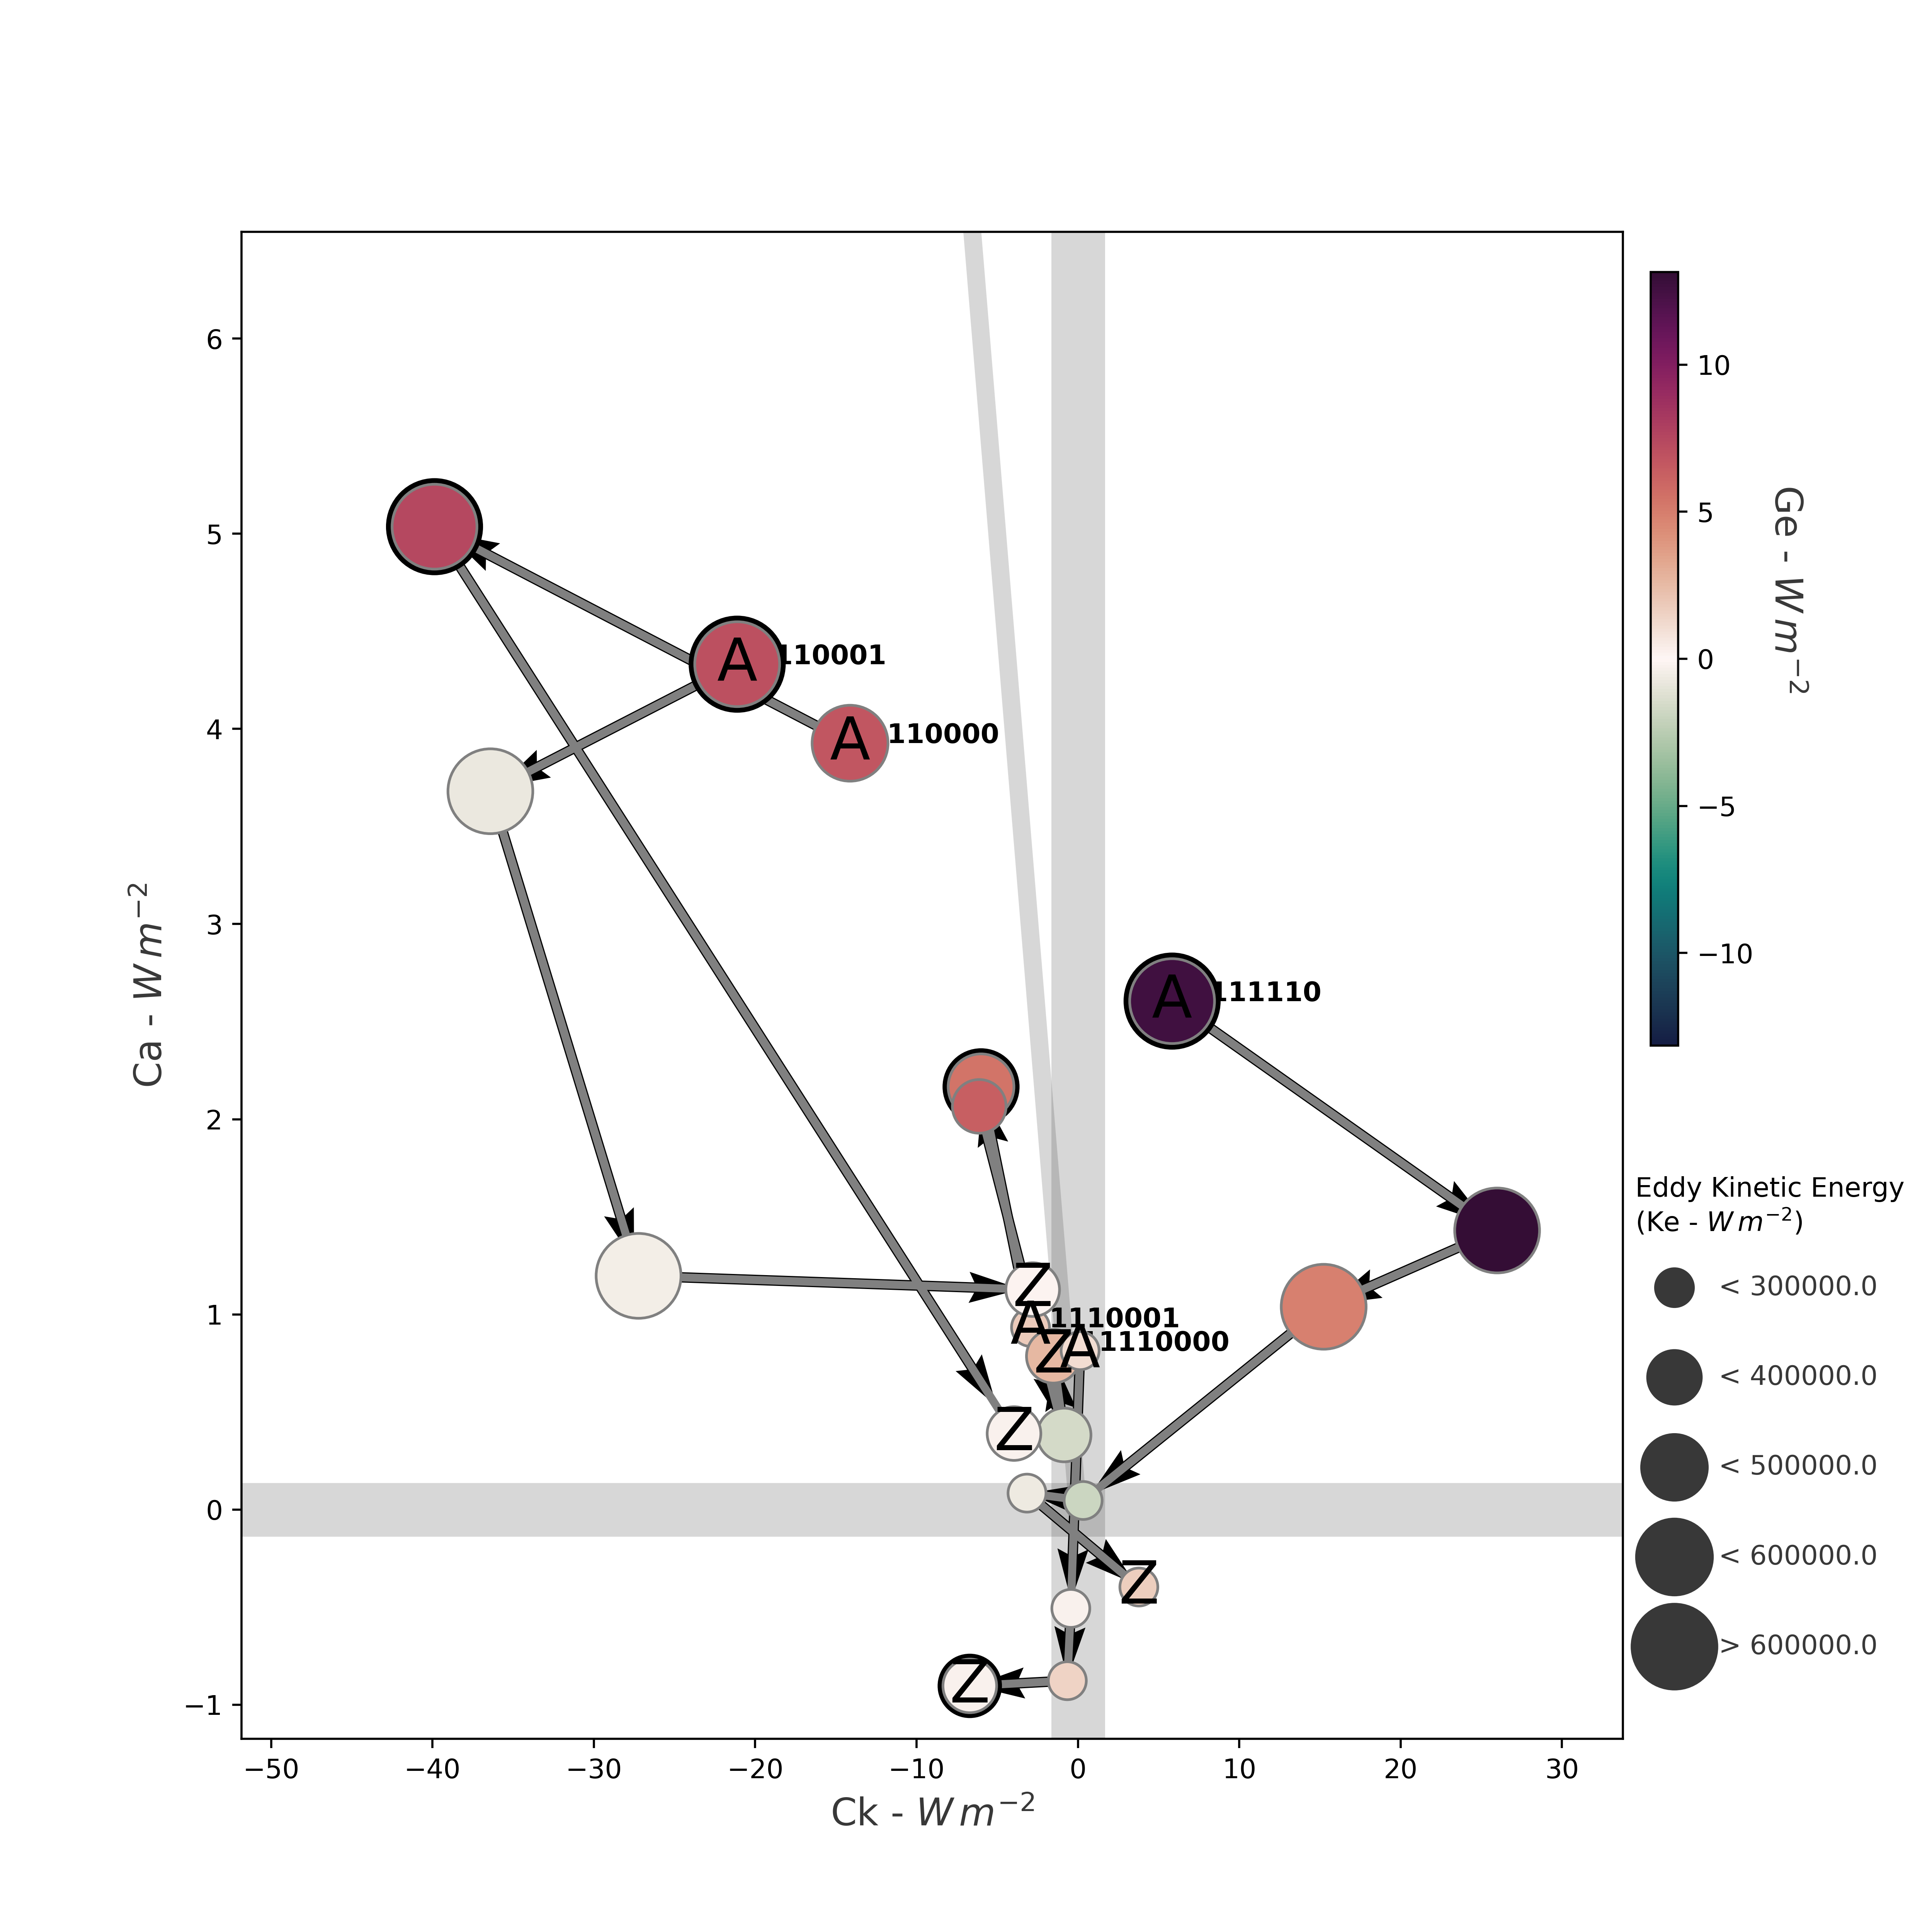 6
5
4
3
2
1
0
−1
−50
−40
−30
−20
−10
0
10
20
30
Ck - W m⁻²
Ca - W m⁻²
A 110001
A 110000
A 111110
Z
A 1110001
Z A 1110000
Z
Z
Z
10
5
0
−5
−10
Ge - W m⁻²
Eddy Kinetic Energy
(Ke - W m⁻²)
< 300000.0
< 400000.0
< 500000.0
< 600000.0
> 600000.0